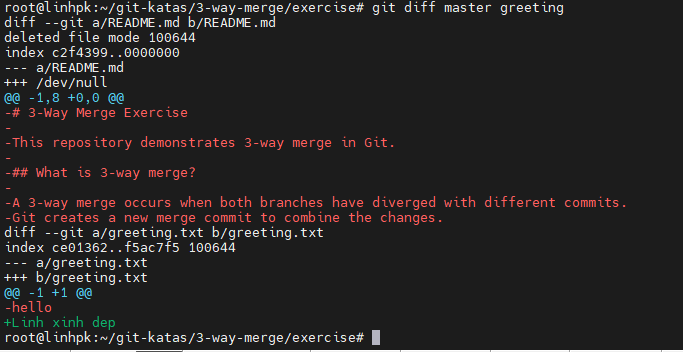 root@linhpk:~/git-katas/3-way-merge/exercise# git diff master greeting
diff --git a/README.md b/README.md
deleted file mode 100644
index c2f4399..0000000
--- a/README.md
+++ /dev/null
@@ -1,8 +0,0 @@
-# 3-Way Merge Exercise
-
-This repository demonstrates 3-way merge in Git.
-
-## What is 3-way merge?
-
-A 3-way merge occurs when both branches have diverged with different commits.
-Git creates a new merge commit to combine the changes.
diff --git a/greeting.txt b/greeting.txt
index ce01362..f5ac7f5 100644
--- a/greeting.txt
+++ b/greeting.txt
@@ -1 +1 @@
-hello
+Linh xinh dep
root@linhpk:~/git-katas/3-way-merge/exercise#